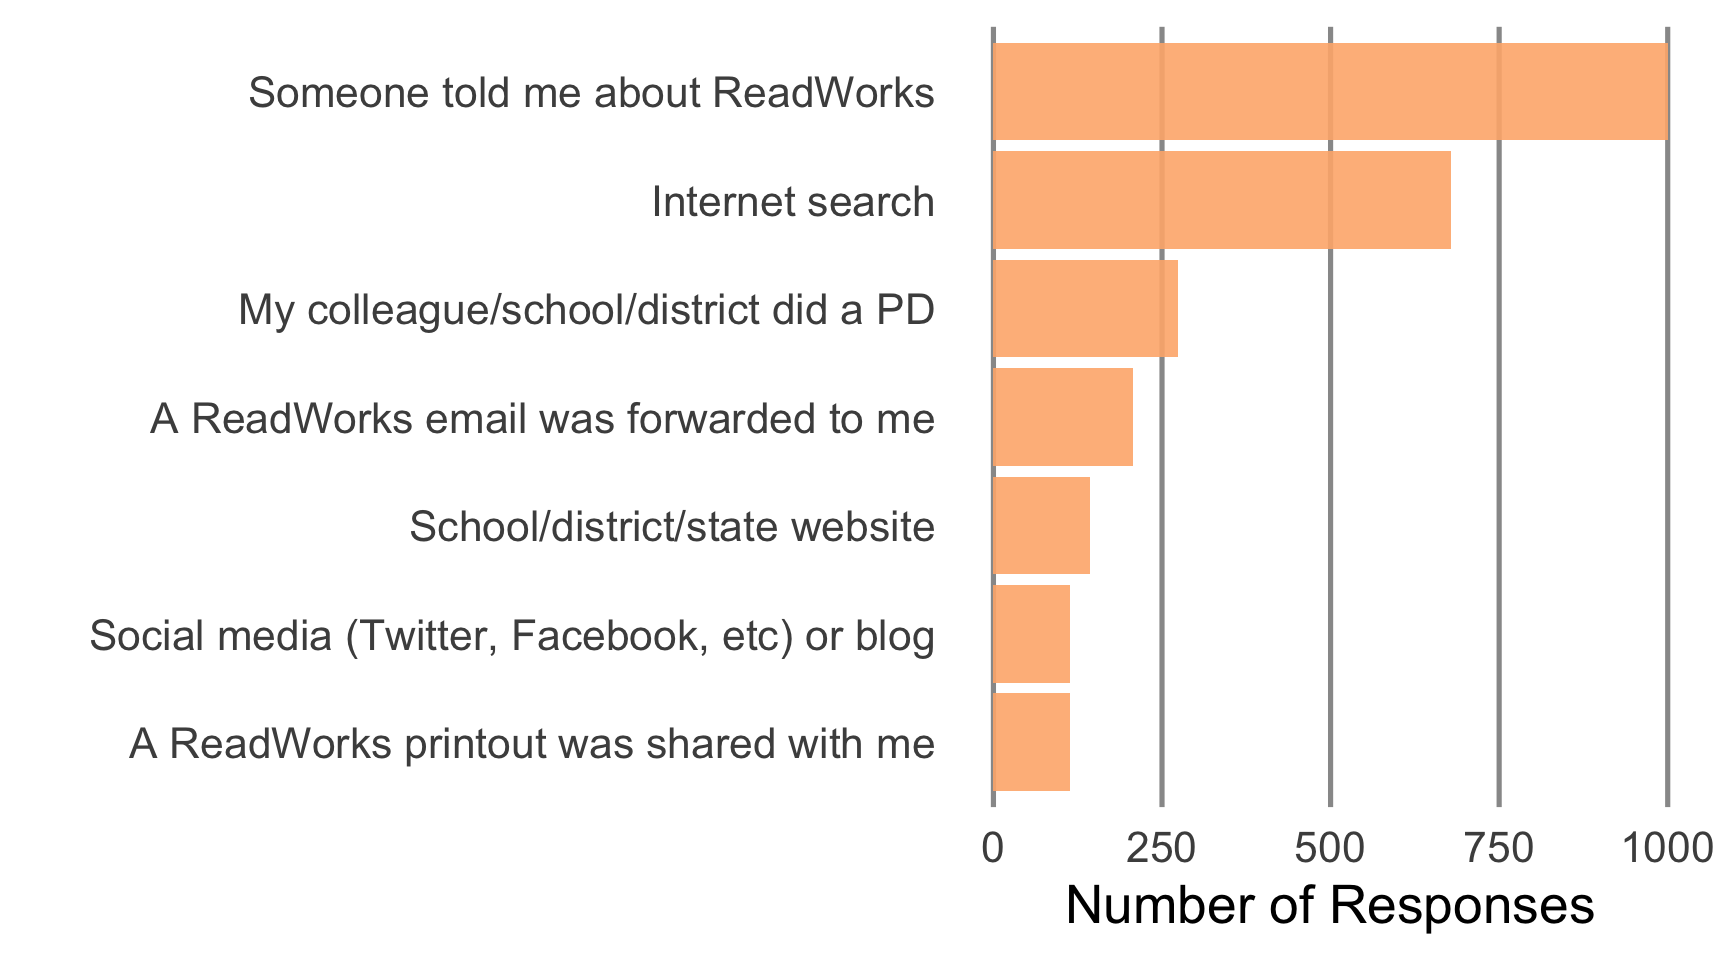 Someone told me about ReadWorks
Internet search
My colleague/school/district did a PD
A ReadWorks email was forwarded to me
School/district/state website
Social media (Twitter, Facebook, etc) or blog
A ReadWorks printout was shared with me
0 250 500 750 1000
Number of Responses